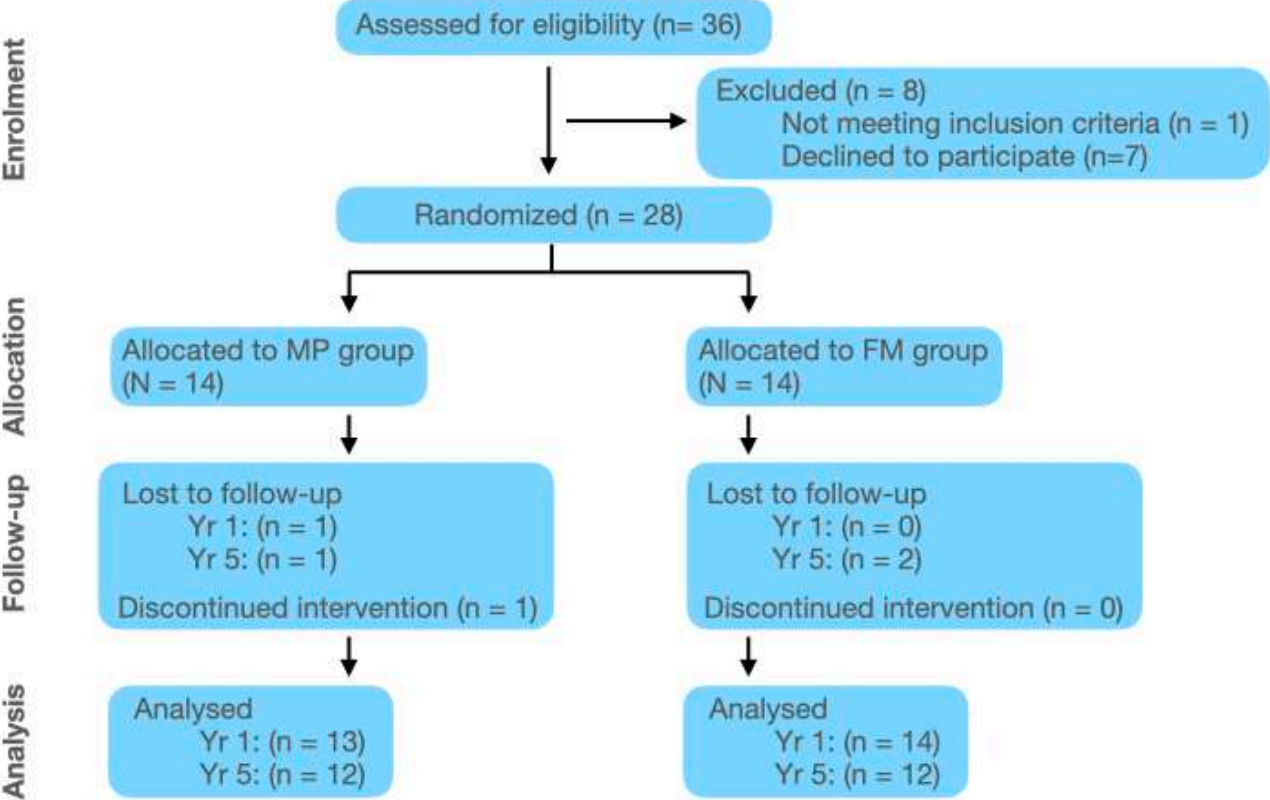 Enrolment
Assessed for eligibility (n= 36)
Excluded (n = 8)
Not meeting inclusion criteria (n = 1)
Declined to participate (n=7)
Randomized (n = 28)
Allocation
Allocated to MP group
(N = 14)
Allocated to FM group
(N = 14)
Follow-up
Lost to follow-up
Yr 1: (n = 1)
Yr 5: (n = 1)
Discontinued intervention (n = 1)
Lost to follow-up
Yr 1: (n = 0)
Yr 5: (n = 2)
Discontinued intervention (n = 0)
Analysis
Analysed
Yr 1: (n = 13)
Yr 5: (n = 12)
Analysed
Yr 1: (n = 14)
Yr 5: (n = 12)